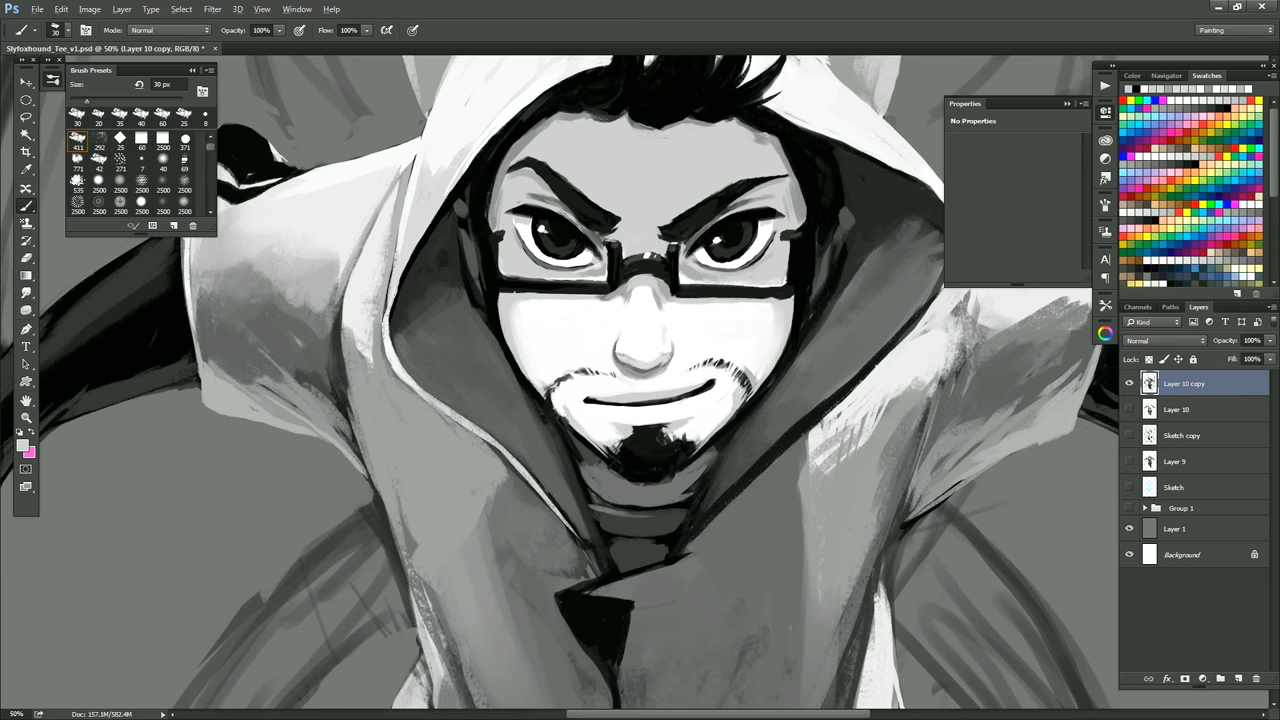 Ps File Edit Image Layer Type Select Filter 3D View Window Help
30 Mode: Normal Opacity: 100% Flow: 100% Painting
Slyfoxhound_Tee_v1.psd @ 50% (Layer 10 copy, RGB/8) * ×
Brush Presets
Size: 30 px
30 20 35 40 60 25 8
411 292 25 60 2500 371
771 42 271 7 40 69
535 2500 2500 2500 2500 2500
2500 2500 2500 2500 2500 2500
Color Navigator Swatches
Properties
No Properties
Channels Paths Layers
Kind
Normal Opacity: 100%
Lock: Fill: 100%
Layer 10 copy
Layer 10
Sketch copy
Layer 9
Sketch
Group 1
Layer 1
Background
50% Doc: 157.1M/582.4M